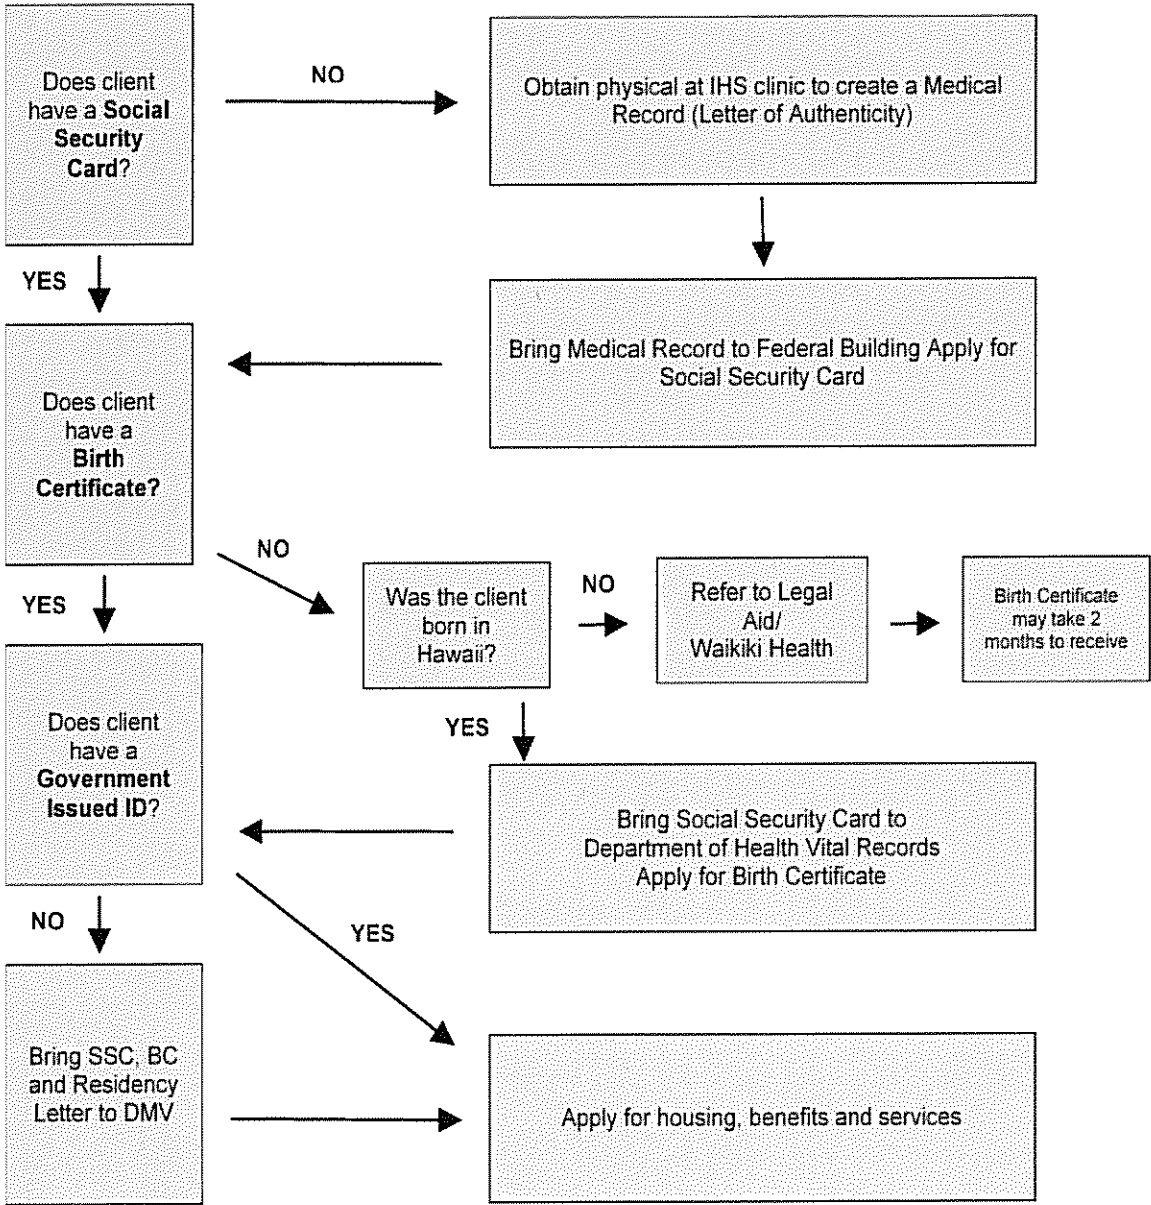 Does client
have a Social
Security
Card?
NO
Obtain physical at IHS clinic to create a Medical
Record (Letter of Authenticity)
YES
Bring Medical Record to Federal Building Apply for
Social Security Card
Does client
have a
Birth
Certificate?
NO
YES
Was the client
born in
Hawaii?
NO
Refer to Legal
Aid/
Waikiki Health
Birth Certificate
may take 2
months to receive
YES
Does client
have a
Government
Issued ID?
Bring Social Security Card to
Department of Health Vital Records
Apply for Birth Certificate
NO
YES
Bring SSC, BC
and Residency
Letter to DMV
Apply for housing, benefits and services